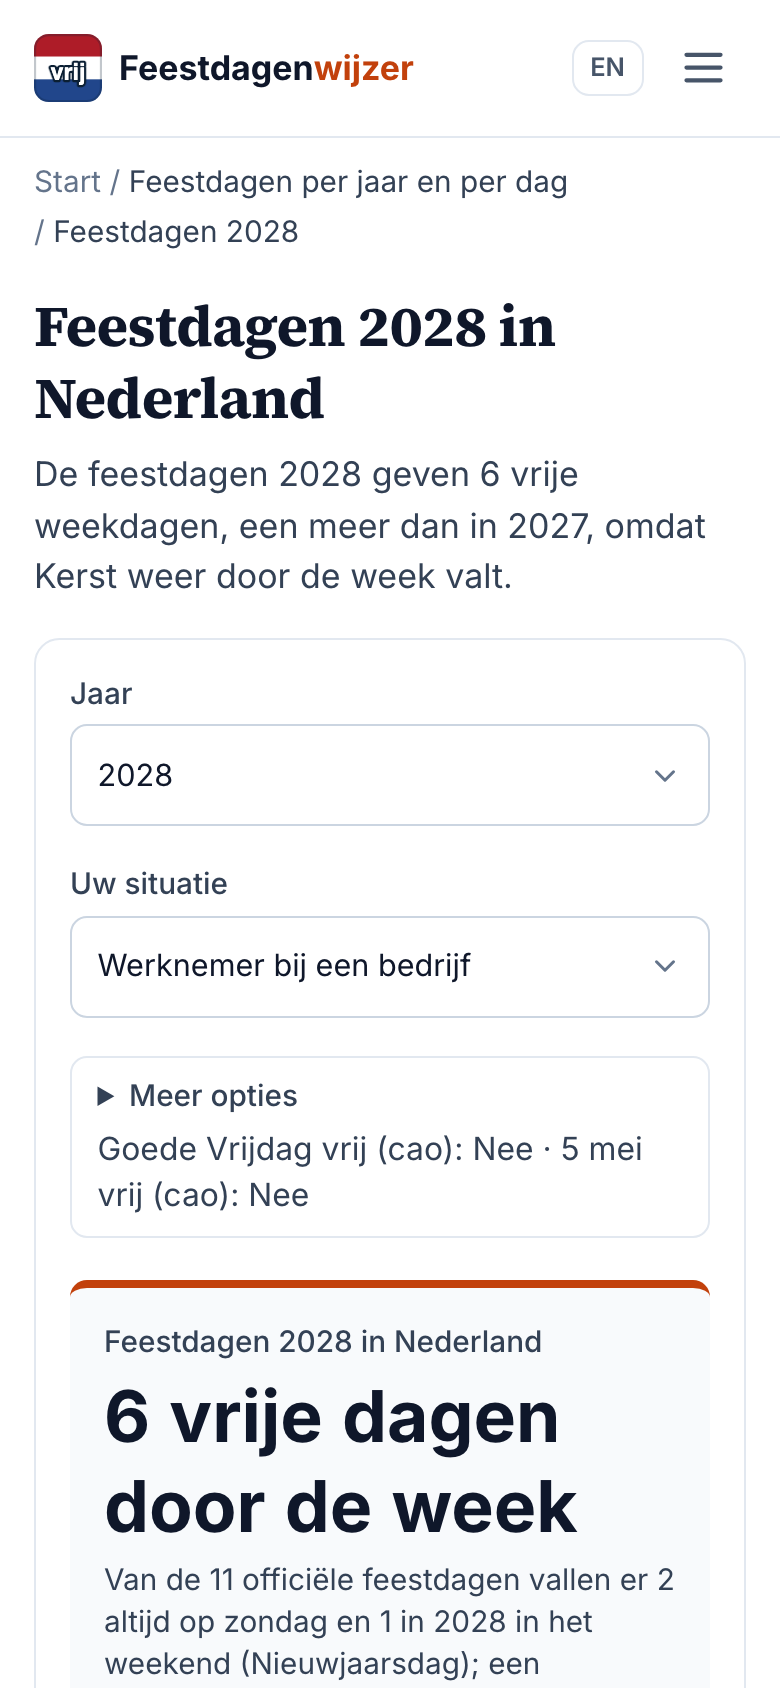 vrij
Feestdagenwijzer
EN
Start / Feestdagen per jaar en per dag
/ Feestdagen 2028
Feestdagen 2028 in
Nederland
De feestdagen 2028 geven 6 vrije
weekdagen, een meer dan in 2027, omdat
Kerst weer door de week valt.
Jaar
2028
Uw situatie
Werknemer bij een bedrijf
Meer opties
Goede Vrijdag vrij (cao): Nee · 5 mei
vrij (cao): Nee
Feestdagen 2028 in Nederland
6 vrije dagen
door de week
Van de 11 officiële feestdagen vallen er 2
altijd op zondag en 1 in 2028 in het
weekend (Nieuwjaarsdag); een